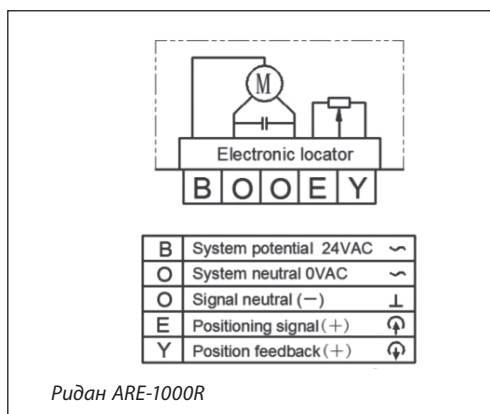 M
Electronic locator
B O O E Y
B System potential 24VAC ∽
O System neutral 0VAC ∽
O Signal neutral (—) ⊥
E Positioning signal (+)
Y Position feedback (+)
Ридан ARE-1000R